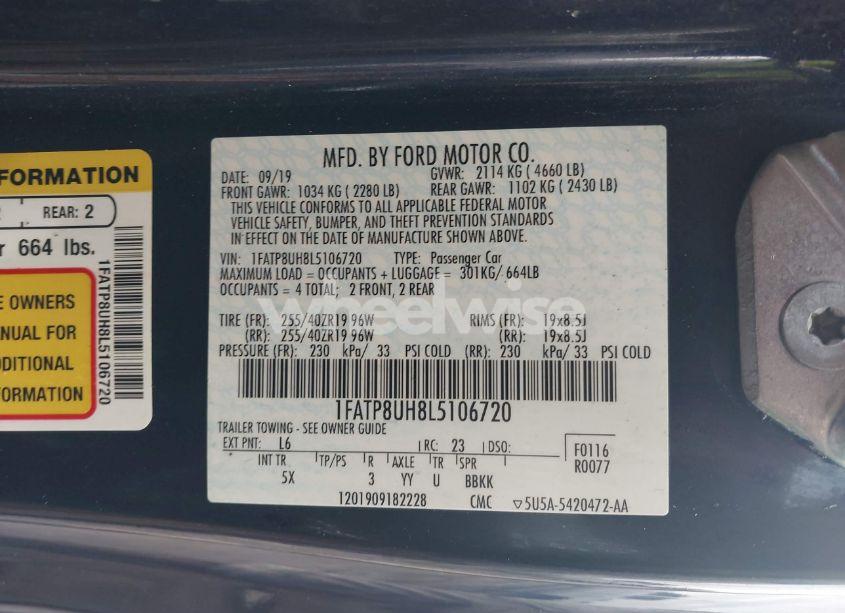 FORMATION
REAR: 2
664 lbs.
E OWNERS
ANUAL FOR
DDITIONAL
FORMATION
1FATP8UH8L5106720
MFD. BY FORD MOTOR CO.
DATE: 09/19 GVWR: 2114 KG ( 4660 LB)
FRONT GAWR: 1034 KG ( 2280 LB) REAR GAWR: 1102 KG ( 2430 LB)
THIS VEHICLE CONFORMS TO ALL APPLICABLE FEDERAL MOTOR
VEHICLE SAFETY, BUMPER, AND THEFT PREVENTION STANDARDS
IN EFFECT ON THE DATE OF MANUFACTURE SHOWN ABOVE.
VIN: 1FATP8UH8L5106720 TYPE: Passenger Car
MAXIMUM LOAD = OCCUPANTS + LUGGAGE = 301KG/ 664LB
OCCUPANTS = 4 TOTAL; 2 FRONT, 2 REAR
wheelwise
TIRE (FR): 255/40ZR19 96W RIMS (FR): 19x8.5J
(RR): 255/40ZR19 96W (RR): 19x8.5J
PRESSURE (FR): 230 kPa/ 33 PSI COLD (RR): 230 kPa/ 33 PSI COLD
1FATP8UH8L5106720
TRAILER TOWING - SEE OWNER GUIDE
EXT PNT: L6 RC: 23 DSO: F0116
INT TR TP/PS R AXLE TR SPR R0077
5X 3 YY U BBKK
1201909182228 CMC ▽5U5A-5420472-AA